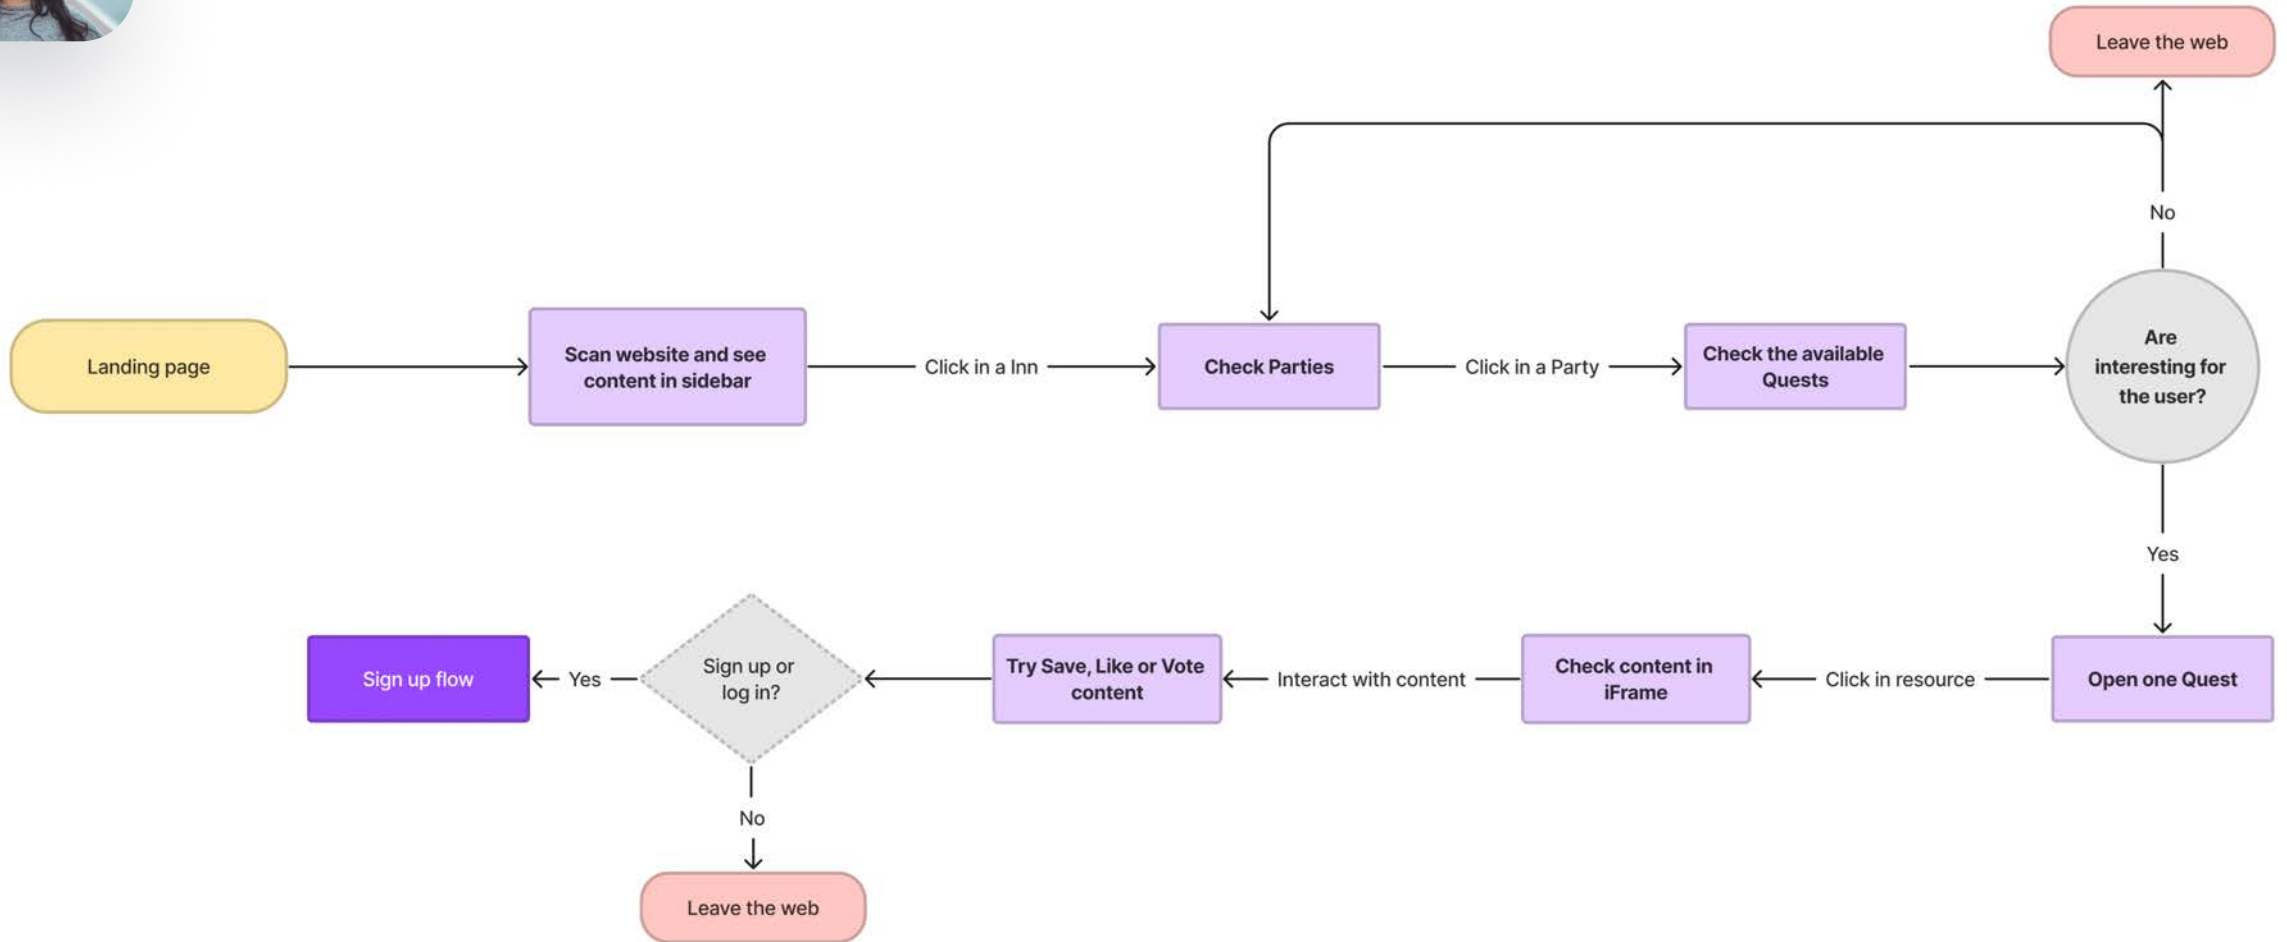 Leave the web
No
Landing page
Scan website and see
content in sidebar
Click in a Inn
Check Parties
Click in a Party
Check the available
Quests
Are
interesting for
the user?
Yes
Open one Quest
Click in resource
Check content in
iFrame
Interact with content
Try Save, Like or Vote
content
Sign up or
log in?
Yes
Sign up flow
No
Leave the web